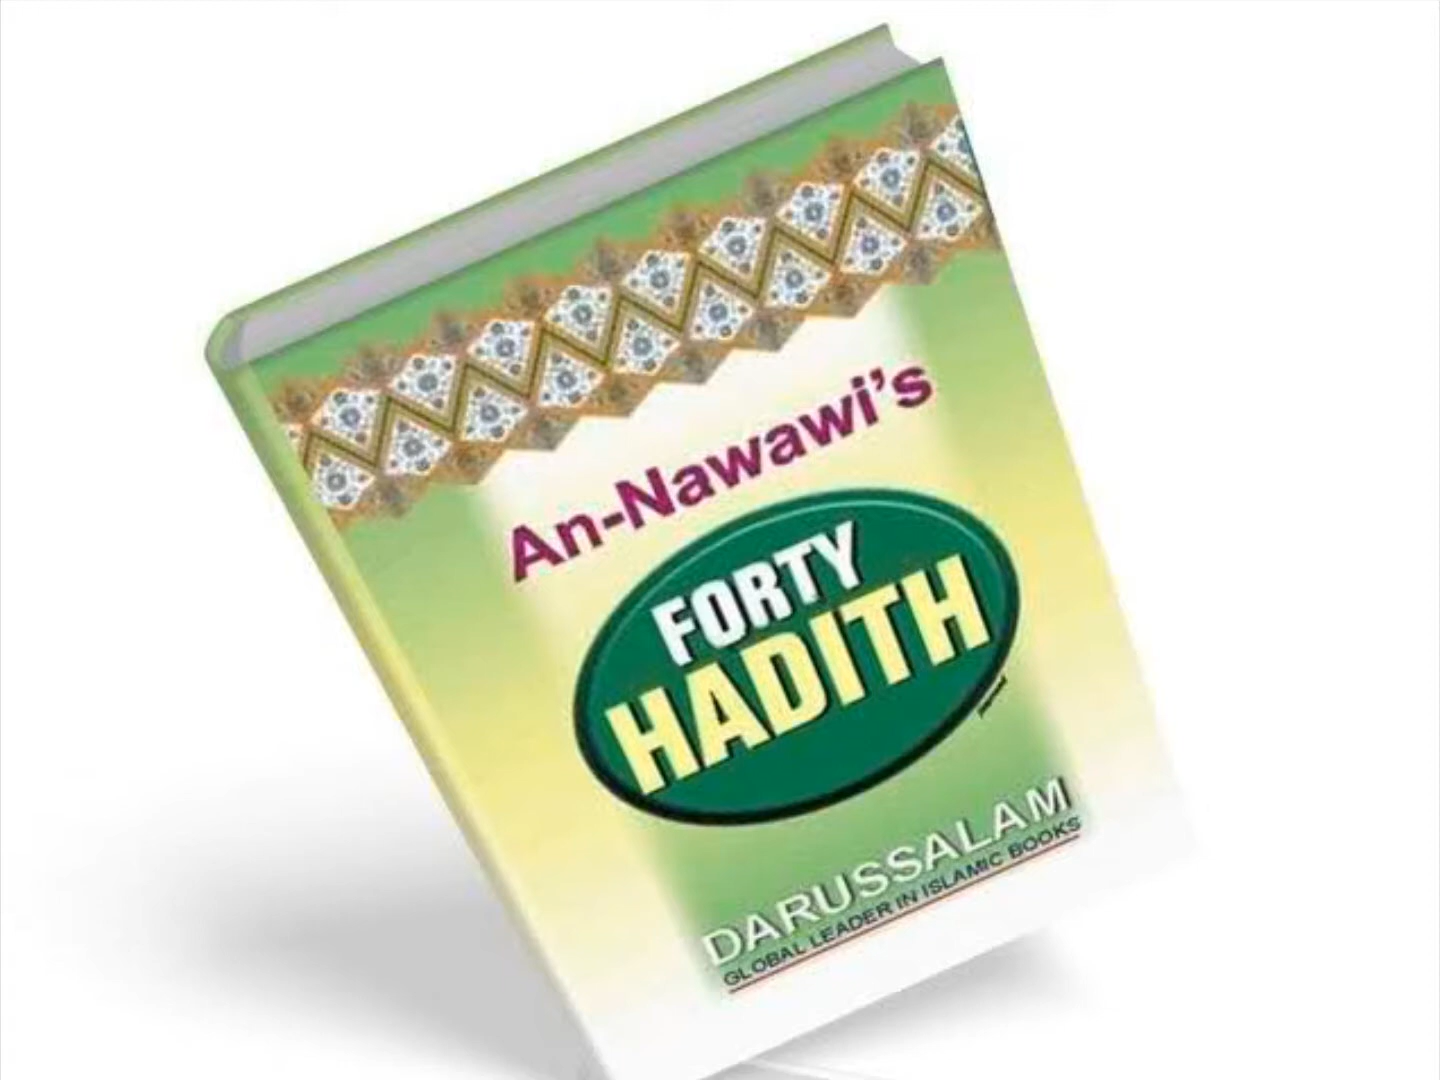 An-Nawawi's
FORTY
HADITH
DARUSSALAM
GLOBAL LEADER IN ISLAMIC BOOKS